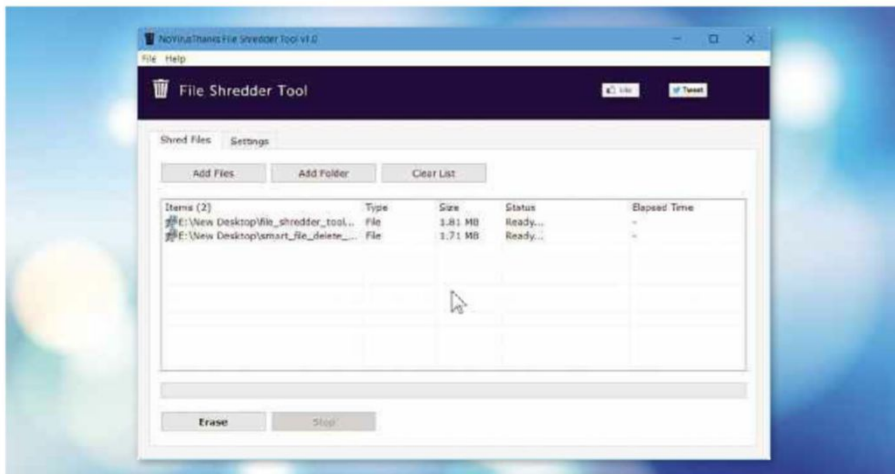 NoVirusThanks File Shredder Tool v1.0
File Help
File Shredder Tool
Like
Tweet
Shred Files Settings
Add Files Add Folder Clear List
Items (2) Type Size Status Elapsed Time
E:\New Desktop\file_shredder_tool... File 1.81 MB Ready... -
E:\New Desktop\smart_file_delete_... File 1.71 MB Ready... -
Erase Stop